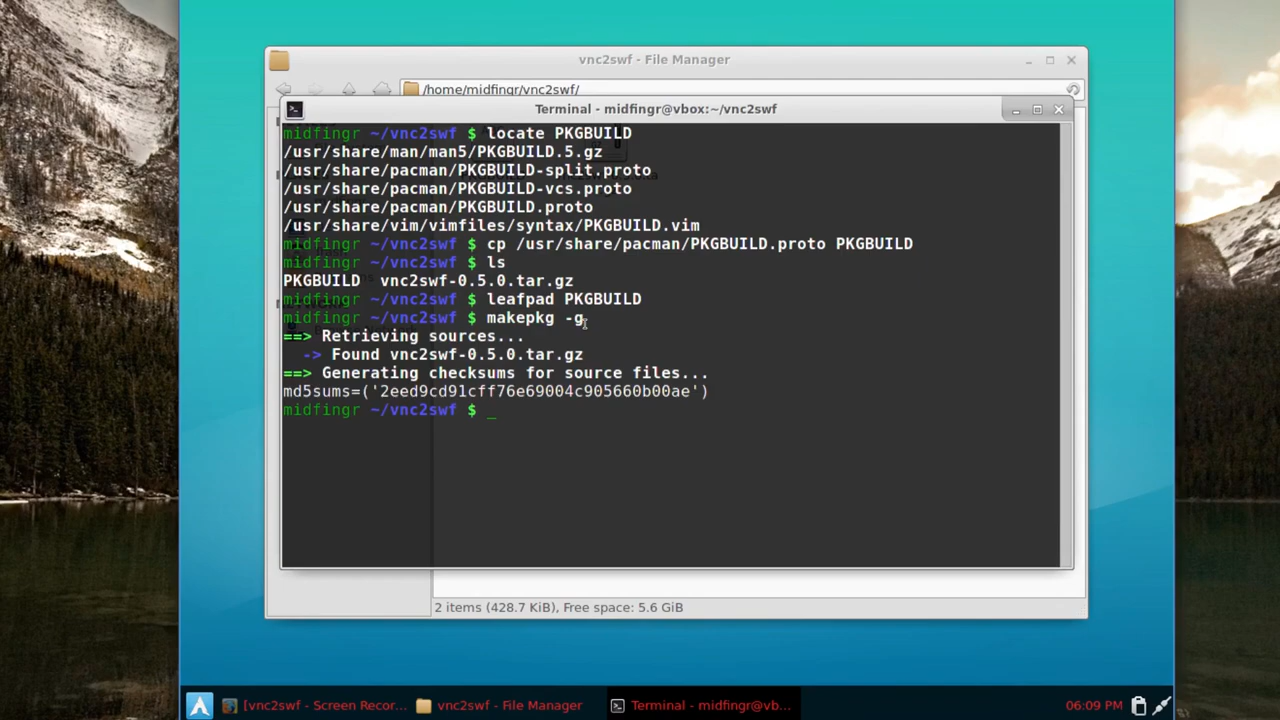 vnc2swf - File Manager
/home/midfingr/vnc2swf/
Terminal - midfingr@vbox:~/vnc2swf
midfingr ~/vnc2swf $ locate PKGBUILD
/usr/share/man/man5/PKGBUILD.5.gz
/usr/share/pacman/PKGBUILD-split.proto
/usr/share/pacman/PKGBUILD-vcs.proto
/usr/share/pacman/PKGBUILD.proto
/usr/share/vim/vimfiles/syntax/PKGBUILD.vim
midfingr ~/vnc2swf $ cp /usr/share/pacman/PKGBUILD.proto PKGBUILD
midfingr ~/vnc2swf $ ls
PKGBUILD  vnc2swf-0.5.0.tar.gz
midfingr ~/vnc2swf $ leafpad PKGBUILD
midfingr ~/vnc2swf $ makepkg -g
==> Retrieving sources...
  -> Found vnc2swf-0.5.0.tar.gz
==> Generating checksums for source files...
md5sums=('2eed9cd91cff76e69004c905660b00ae')
midfingr ~/vnc2swf $ _
2 items (428.7 KiB), Free space: 5.6 GiB
[vnc2swf - Screen Recor... vnc2swf - File Manager Terminal - midfingr@vb... 06:09 PM